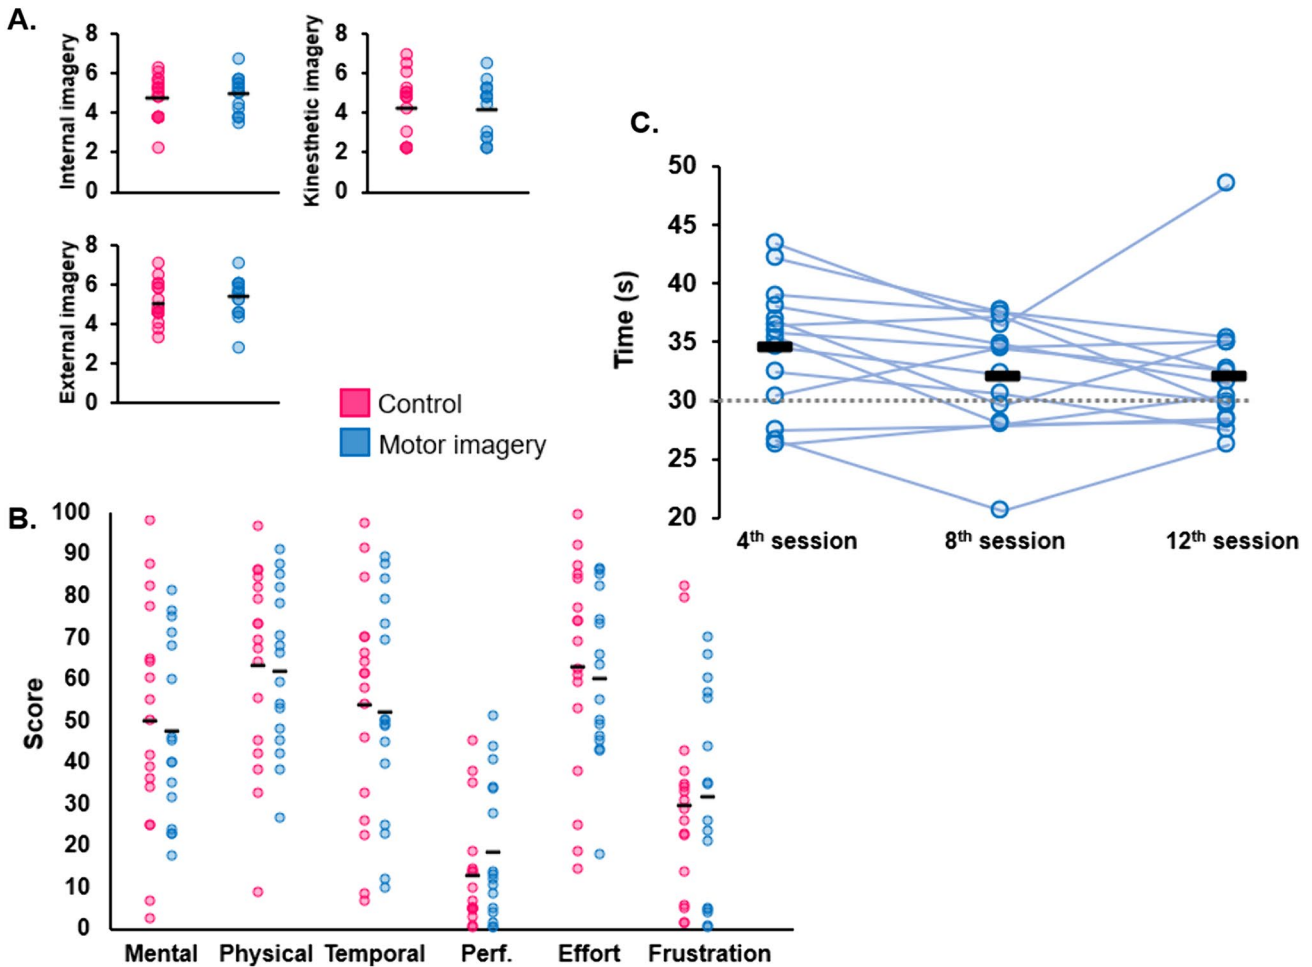 A.
Internal imagery
8
6
4
2
0
Kinesthetic imagery
8
6
4
2
0
External imagery
8
6
4
2
0
Control
Motor imagery
B.
Score
100
90
80
70
60
50
40
30
20
10
0
Mental Physical Temporal Perf. Effort Frustration
C.
Time (s)
50
45
40
35
30
25
20
4th session 8th session 12th session